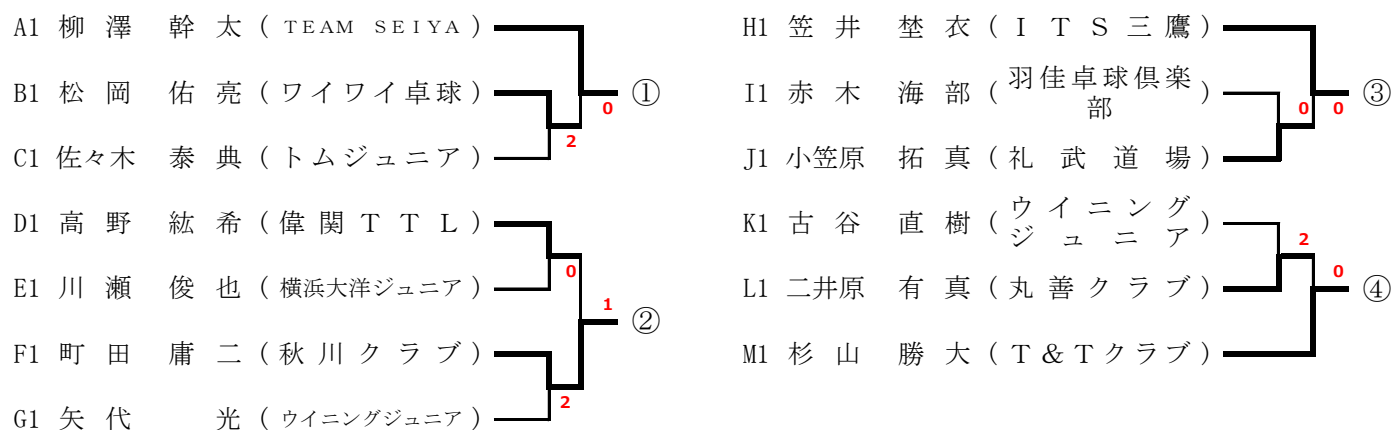 A1 柳澤 幹太 (TEAM SEIYA)
B1 松岡 佑亮 (ワイワイ卓球)
C1 佐々木 泰典 (トムジュニア)
D1 高野 紘希 (偉関TTL)
E1 川瀬 俊也 (横浜大洋ジュニア)
F1 町田 庸二 (秋川クラブ)
G1 矢代 光 (ウイニングジュニア)
2
0
①
0
2
1
②
H1 笠井 埜衣 (ITS三鷹)
I1 赤木 海部 (羽佳卓球倶楽
部)
J1 小笠原 拓真 (礼武道場)
K1 古谷 直樹 (ウイニング
ジュニア)
L1 二井原 有真 (丸善クラブ)
M1 杉山 勝大 (T&Tクラブ)
0
0
③
2
0
④